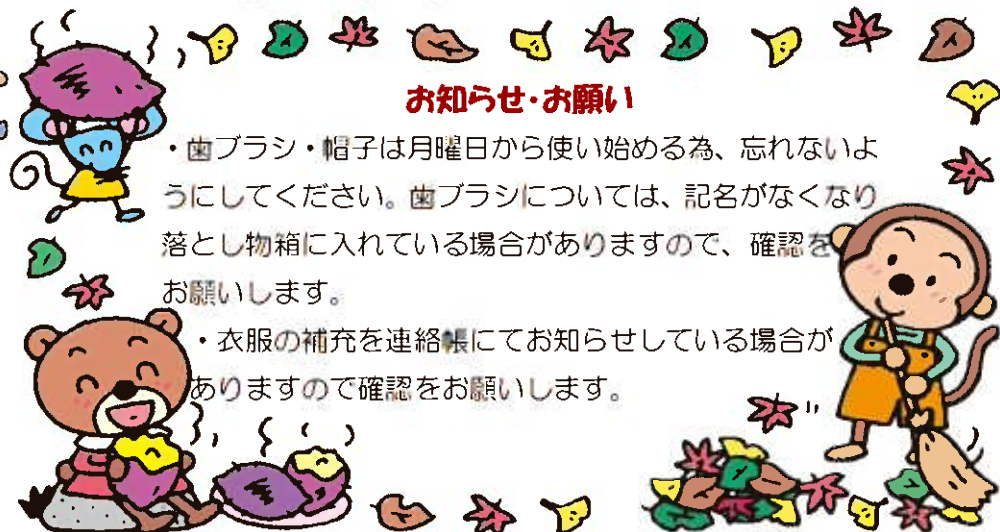 お知らせ・お願い
・歯ブラシ・帽子は月曜日から使い始める為、忘れないよ
うにしてください。歯ブラシについては、記名がなくなり
落とし物箱に入れている場合がありますので、確認を
お願いします。
・衣服の補充を連絡帳にてお知らせしている場合が
ありますので確認をお願いします。